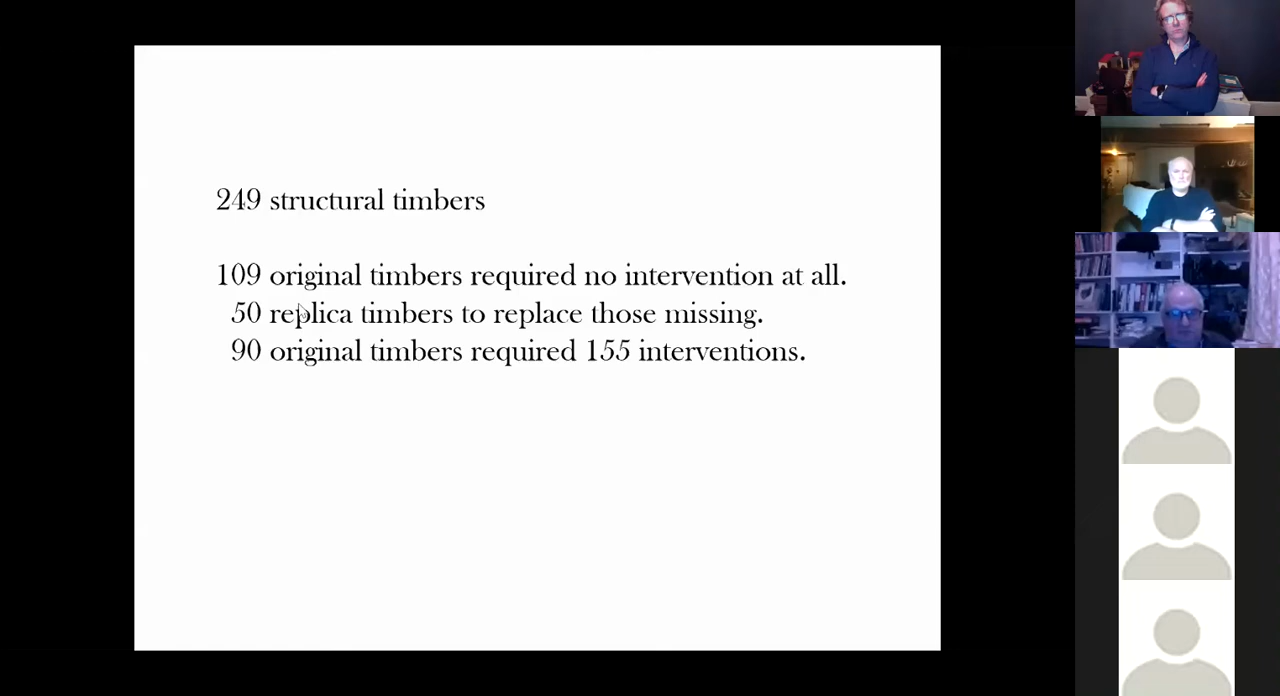 249 structural timbers
109 original timbers required no intervention at all.
50 replica timbers to replace those missing.
90 original timbers required 155 interventions.